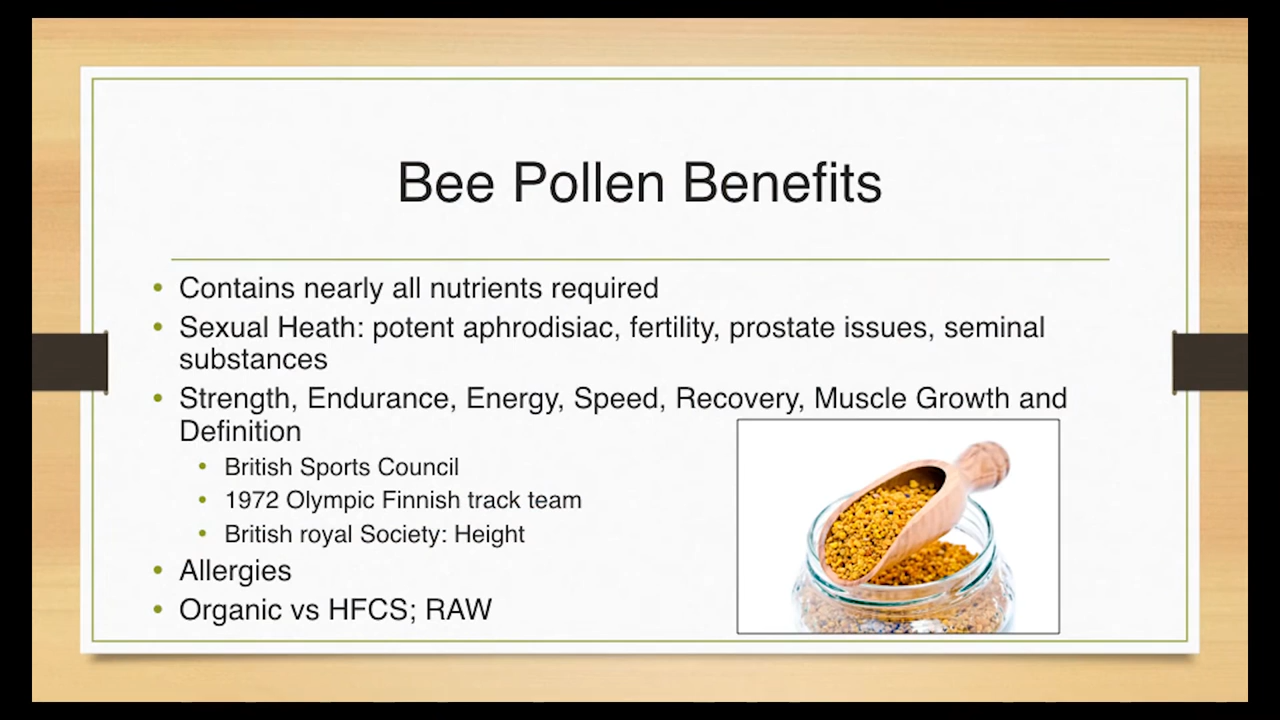 Bee Pollen Benefits
• Contains nearly all nutrients required
• Sexual Heath: potent aphrodisiac, fertility, prostate issues, seminal
substances
• Strength, Endurance, Energy, Speed, Recovery, Muscle Growth and
Definition
• British Sports Council
• 1972 Olympic Finnish track team
• British royal Society: Height
• Allergies
• Organic vs HFCS; RAW